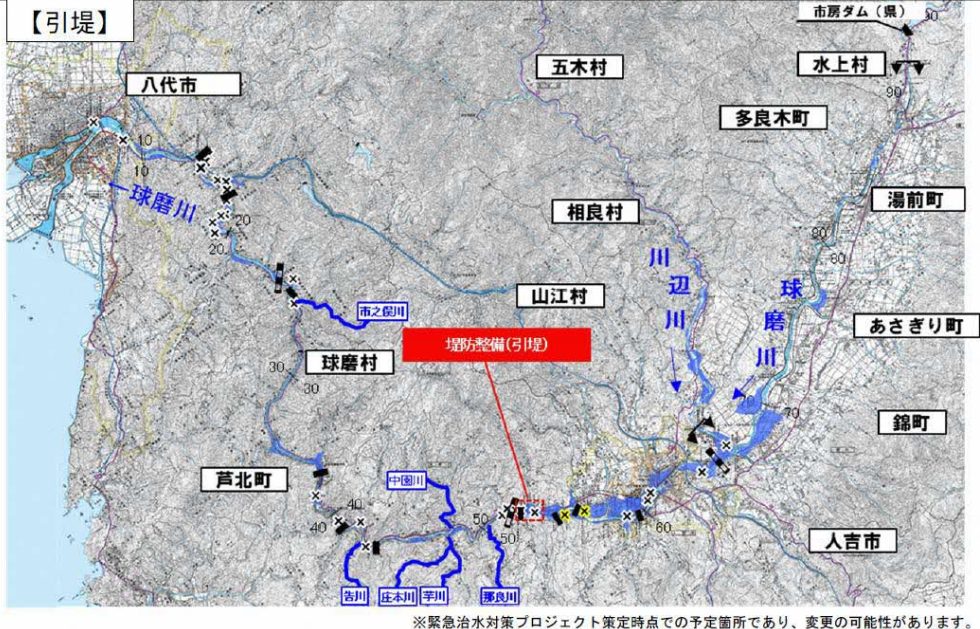 【引堤】
市房ダム（県）
90
水上村
90
八代市
五木村
多良木町
10
10
←球磨川
相良村
湯前町
20
20
川辺川
80
80
球磨川
山江村
市之俣川
あさぎり町
堤防整備(引堤)
球磨村
30
30
70
70
錦町
芦北町
中園川
40
40
50
50
60
人吉市
告川
庄本川
芋川
那良川
※緊急治水対策プロジェクト策定時点での予定箇所であり、変更の可能性があります。